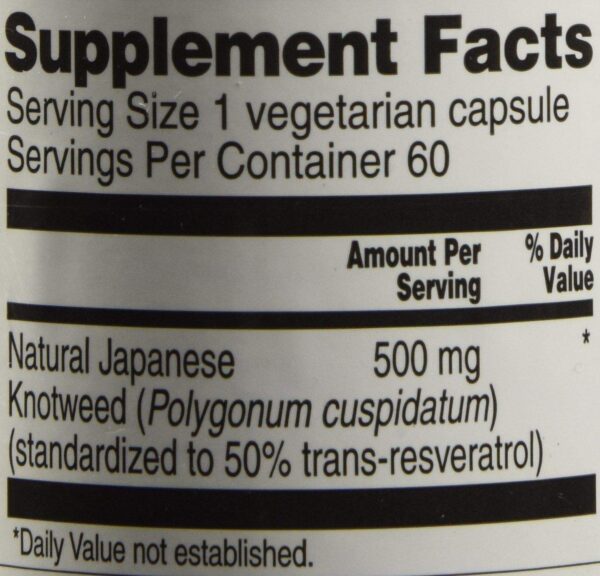 Supplement Facts
Serving Size 1 vegetarian capsule
Servings Per Container 60
Amount Per % Daily
Serving Value
Natural Japanese 500 mg *
Knotweed (Polygonum cuspidatum)
(standardized to 50% trans-resveratrol)
*Daily Value not established.